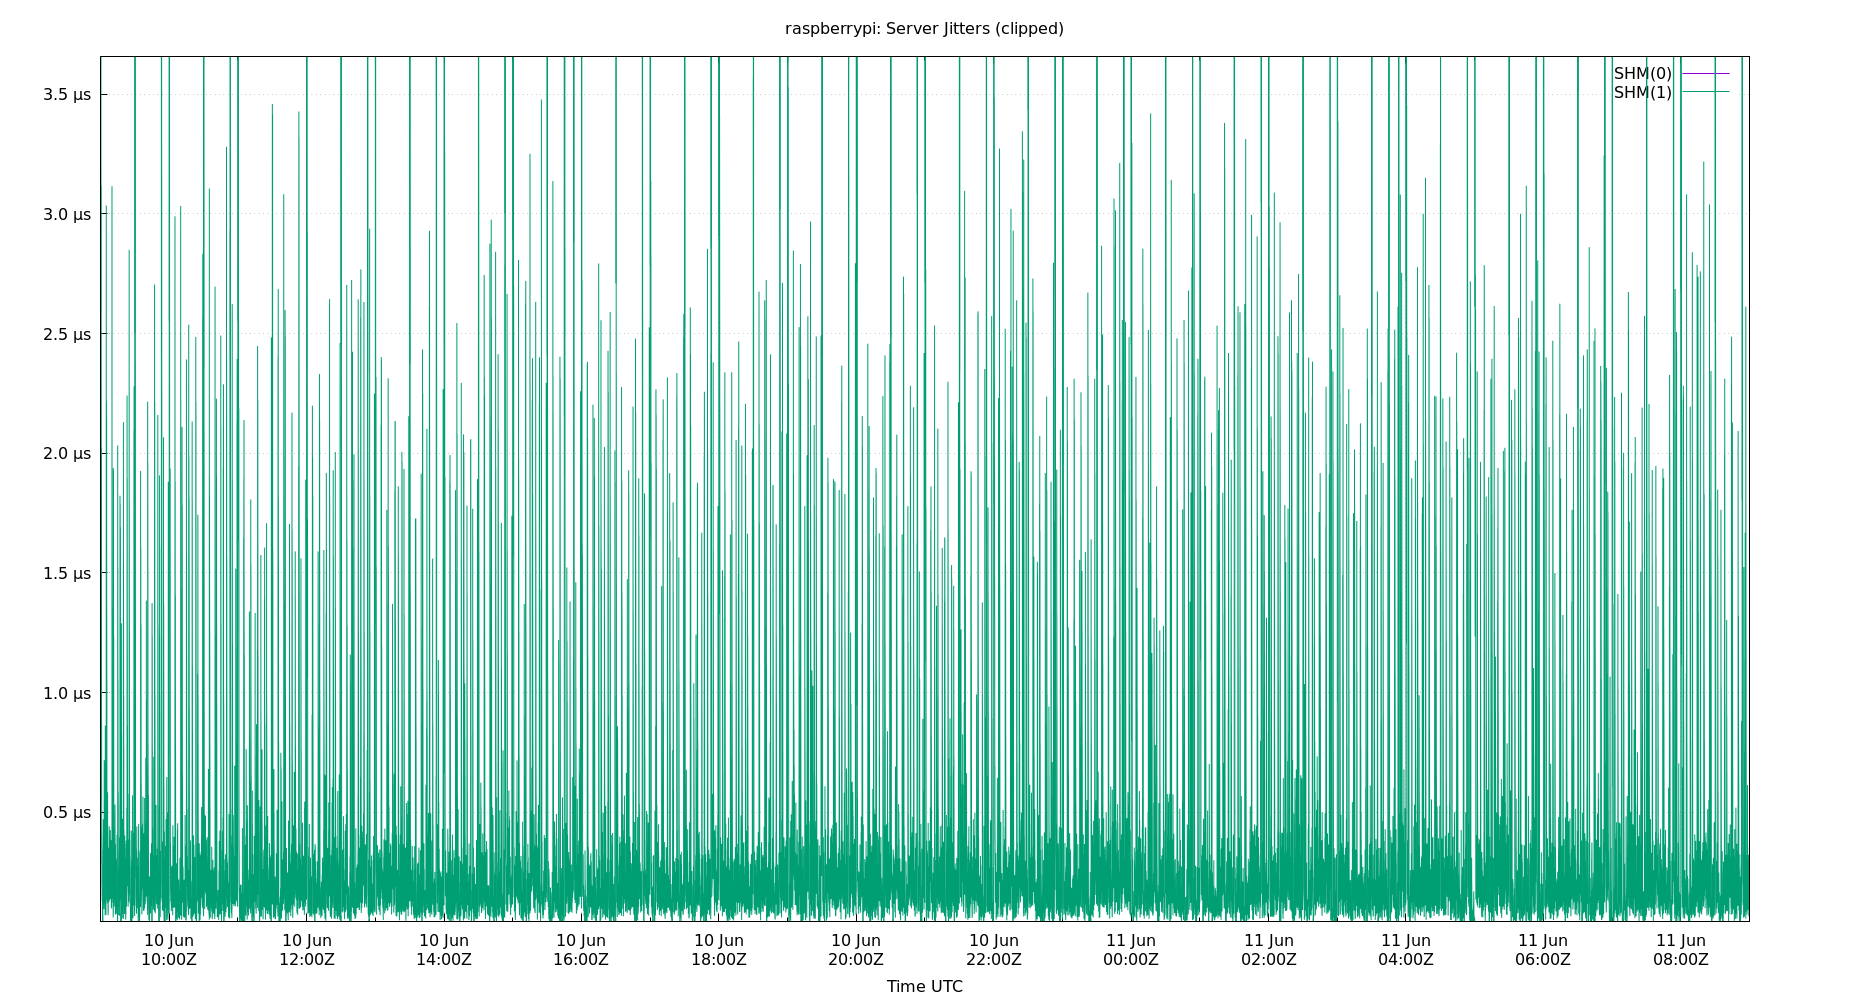 raspberrypi: Server Jitters (clipped)
SHM(0)
SHM(1)
3.5 μs
3.0 μs
2.5 μs
2.0 μs
1.5 μs
1.0 μs
0.5 μs
10 Jun 10 Jun 10 Jun 10 Jun 10 Jun 10 Jun 10 Jun 11 Jun 11 Jun 11 Jun 11 Jun 11 Jun
10:00Z 12:00Z 14:00Z 16:00Z 18:00Z 20:00Z 22:00Z 00:00Z 02:00Z 04:00Z 06:00Z 08:00Z
Time UTC